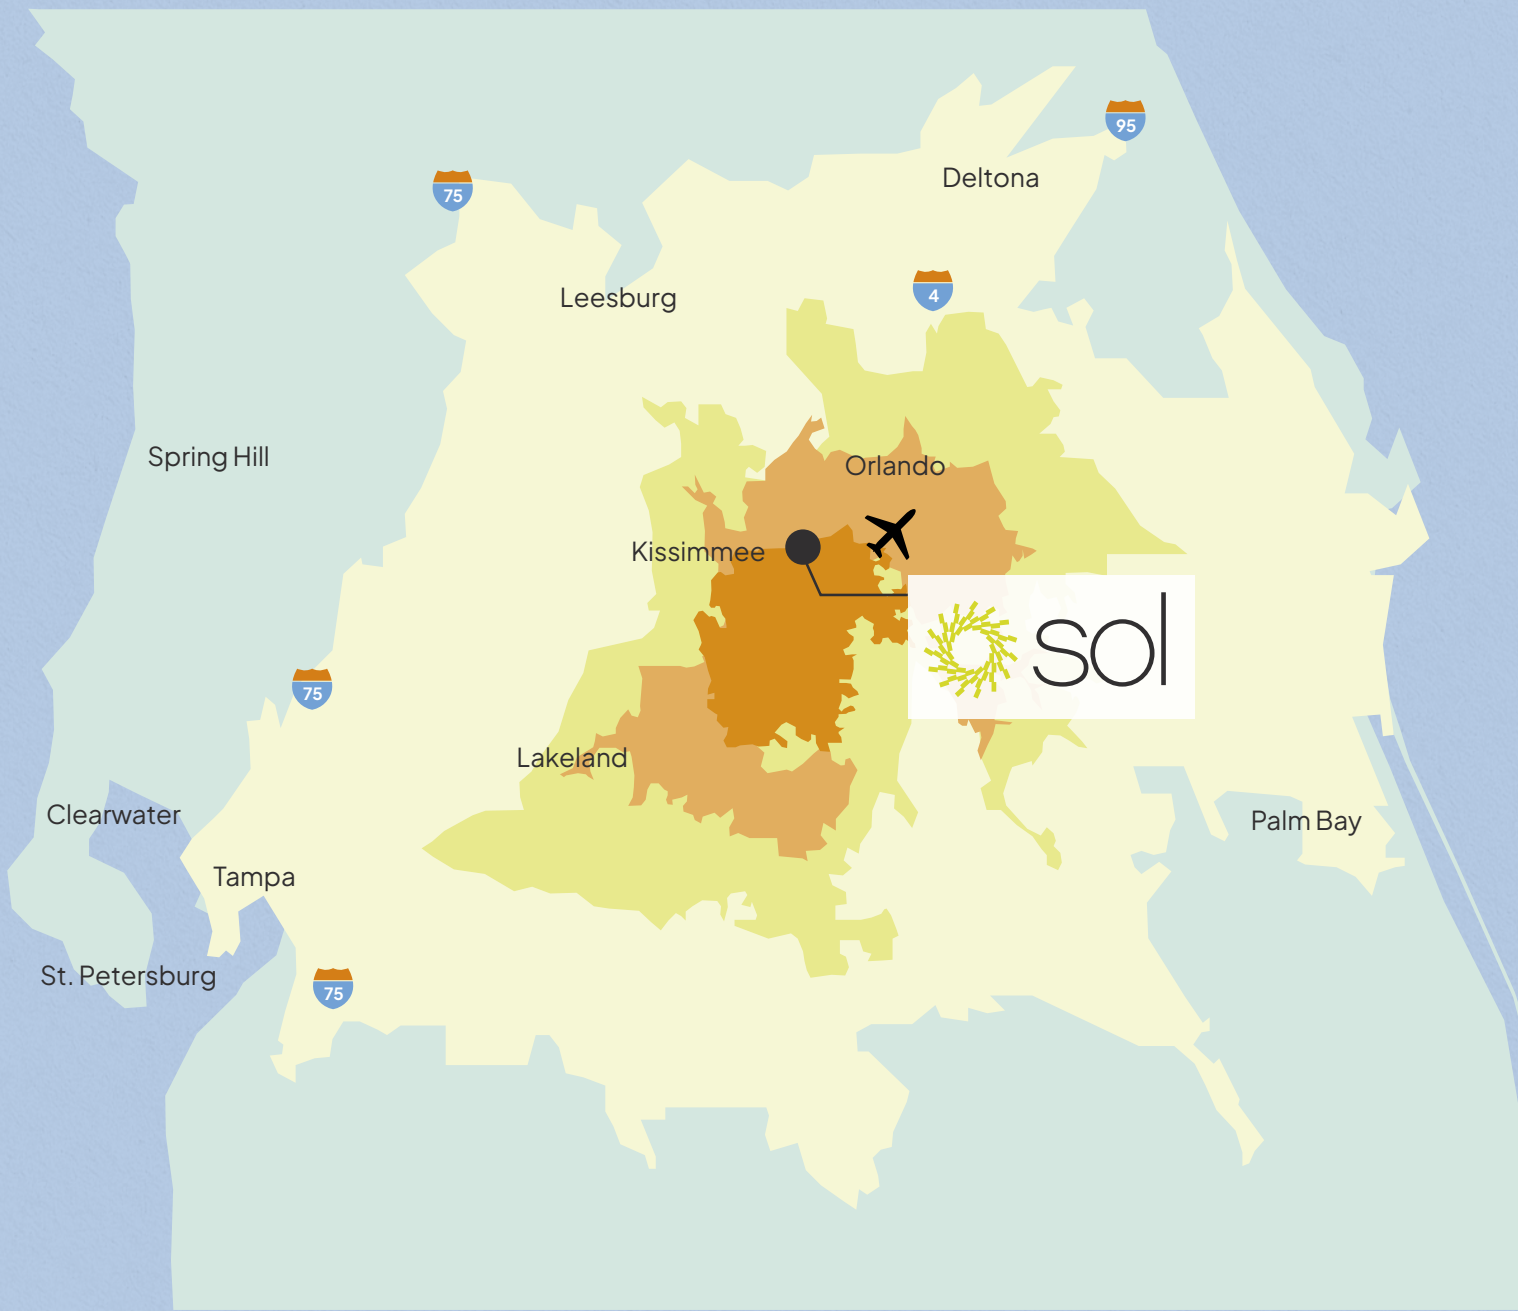 95
Deltona
75
4
Leesburg
Spring Hill
Orlando
Kissimmee
sol
75
Lakeland
Clearwater
Palm Bay
Tampa
St. Petersburg
75